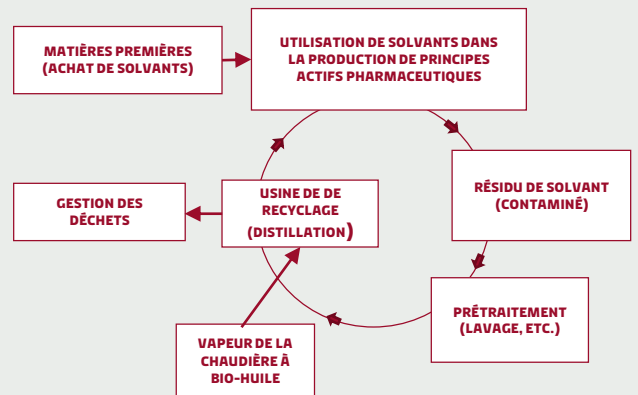 MATIÈRES PREMIÈRES
(ACHAT DE SOLVANTS)
UTILISATION DE SOLVANTS DANS
LA PRODUCTION DE PRINCIPES
ACTIFS PHARMACEUTIQUES
GESTION DES
DÉCHETS
USINE DE DE
RECYCLAGE
(DISTILLATION)
RÉSIDU DE SOLVANT
(CONTAMINÉ)
PRÉTRAITEMENT
(LAVAGE, ETC.)
VAPEUR DE LA
CHAUDIÈRE À
BIO-HUILE